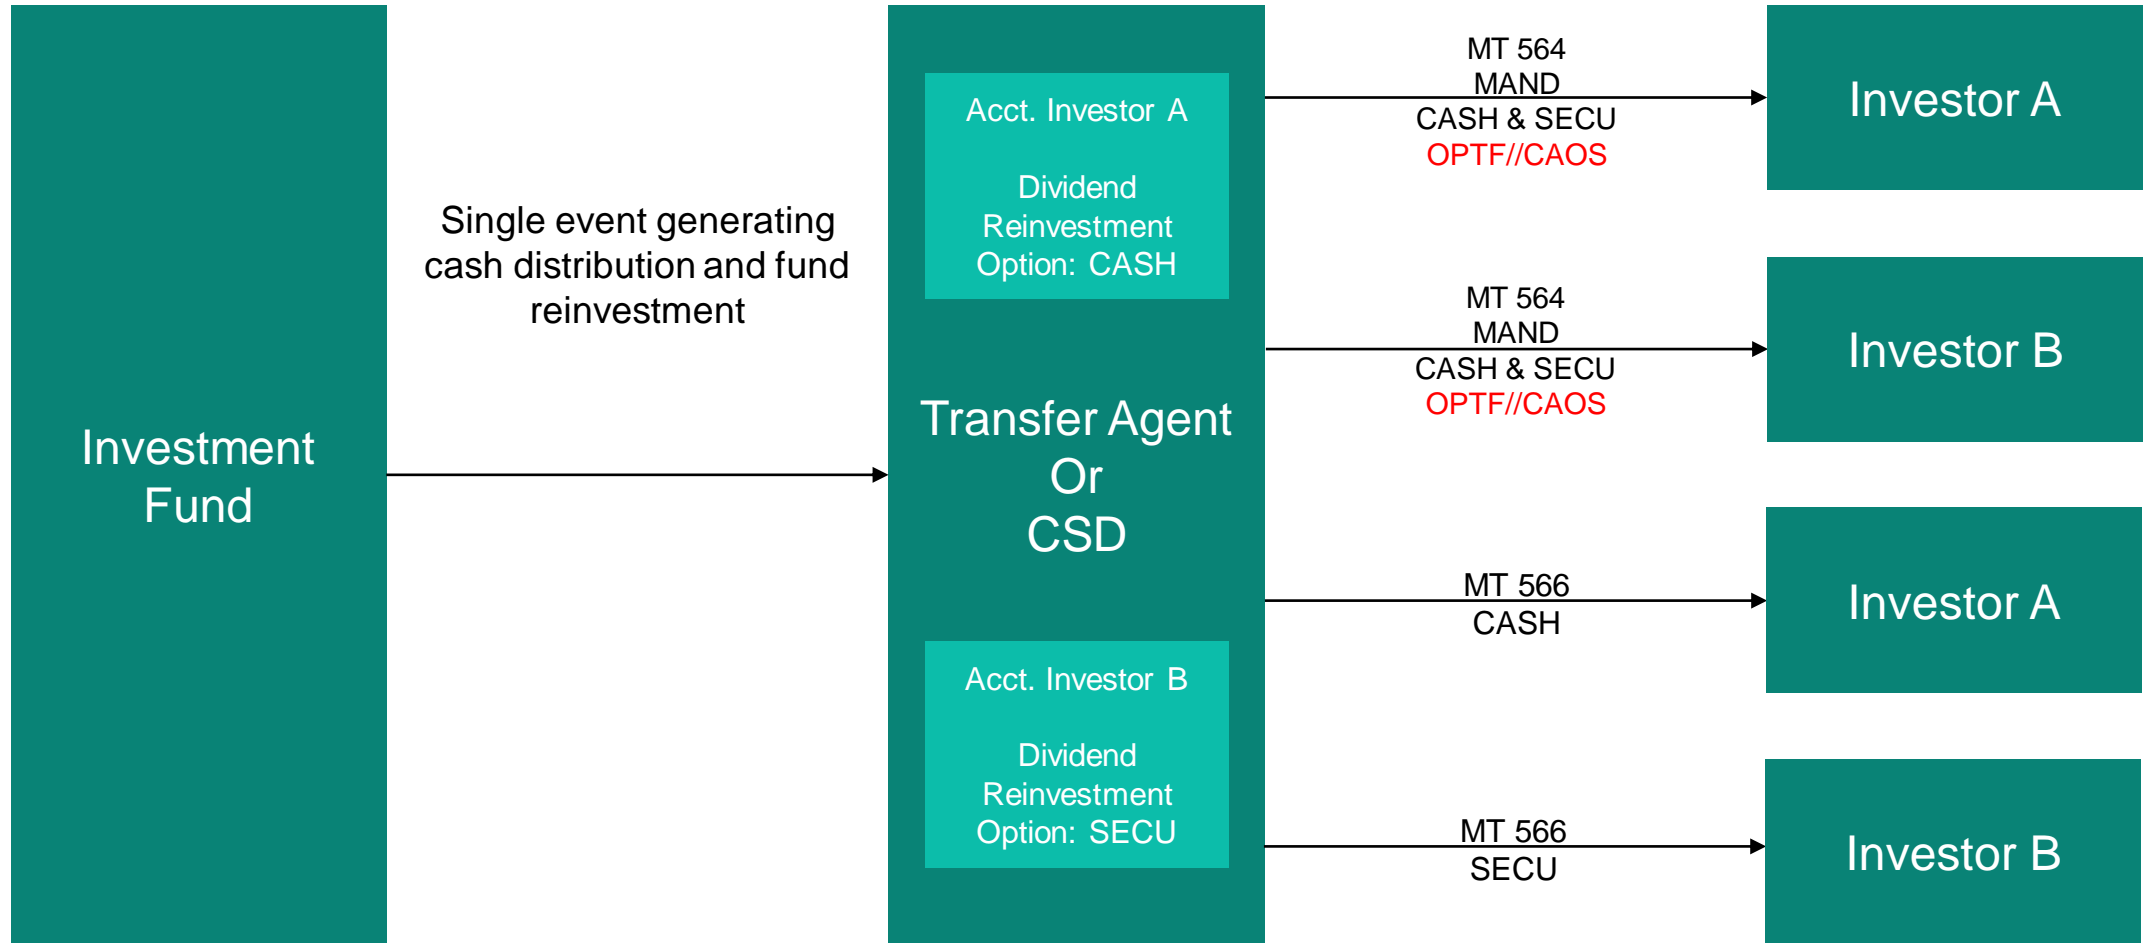 Investment
Fund
Single event generating
cash distribution and fund
reinvestment
Acct. Investor A
Dividend
Reinvestment
Option: CASH
Transfer Agent
Or
CSD
Acct. Investor B
Dividend
Reinvestment
Option: SECU
MT 564
MAND
CASH & SECU
OPTF//CAOS
Investor A
MT 564
MAND
CASH & SECU
OPTF//CAOS
Investor B
MT 566
CASH
Investor A
MT 566
SECU
Investor B